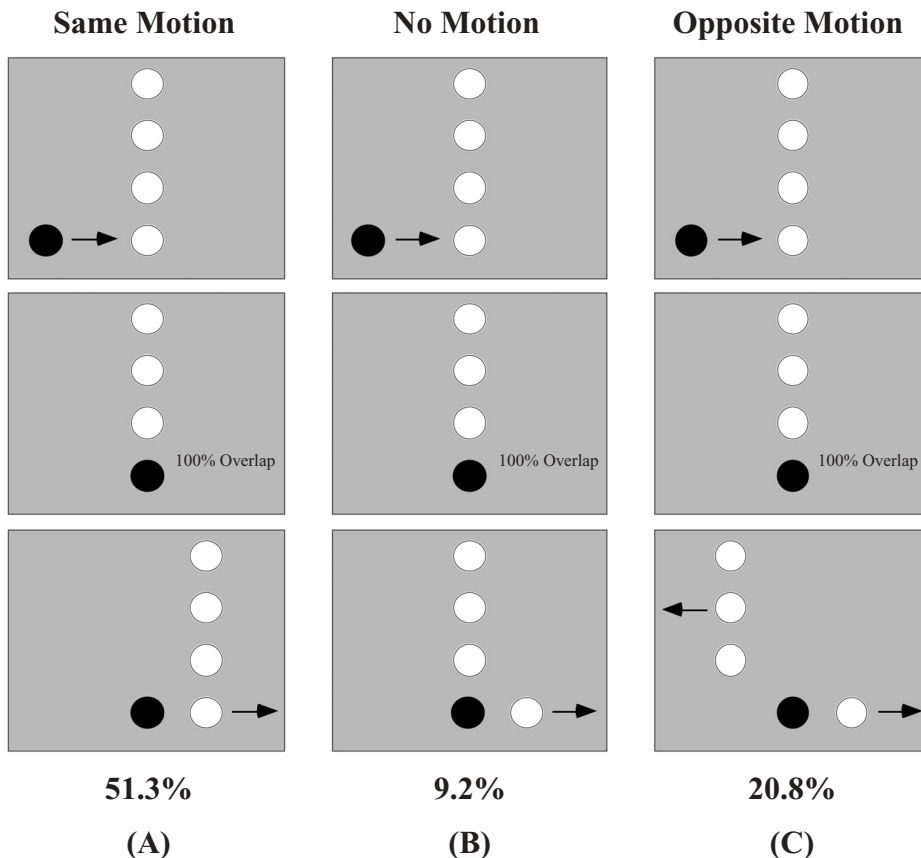 Same Motion No Motion Opposite Motion
100% Overlap 100% Overlap 100% Overlap
51.3% 9.2% 20.8%
(A) (B) (C)